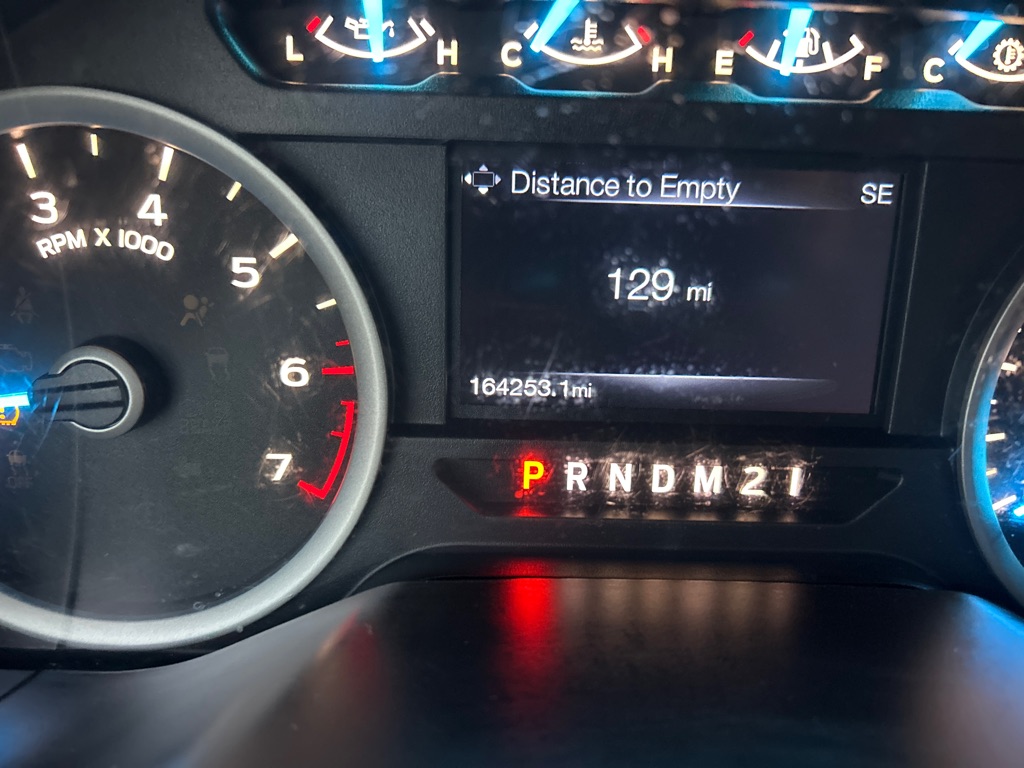 L H C H E F C
Distance to Empty SE
3 4
RPM X 1000
129 mi
5
6
164253.1mi
7
P R N D M 2 1